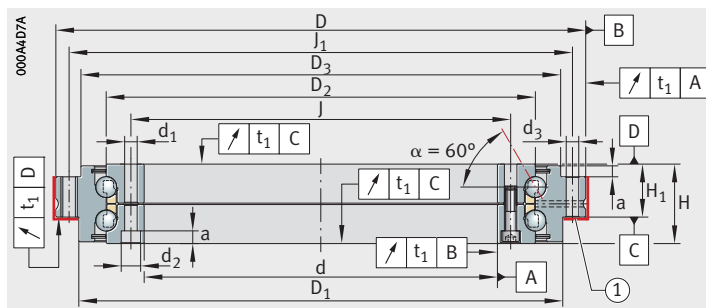 000A4D7A
D
B
J₁
D₃
↗ t₁ A
D₂
J
d₁
d₃
D
↗ t₁ C
α = 60°
↗ t₁ D
↗ t₁ C
H₁
a
H
a
C
d₂
↗ t₁ B
1
d
A
D₁